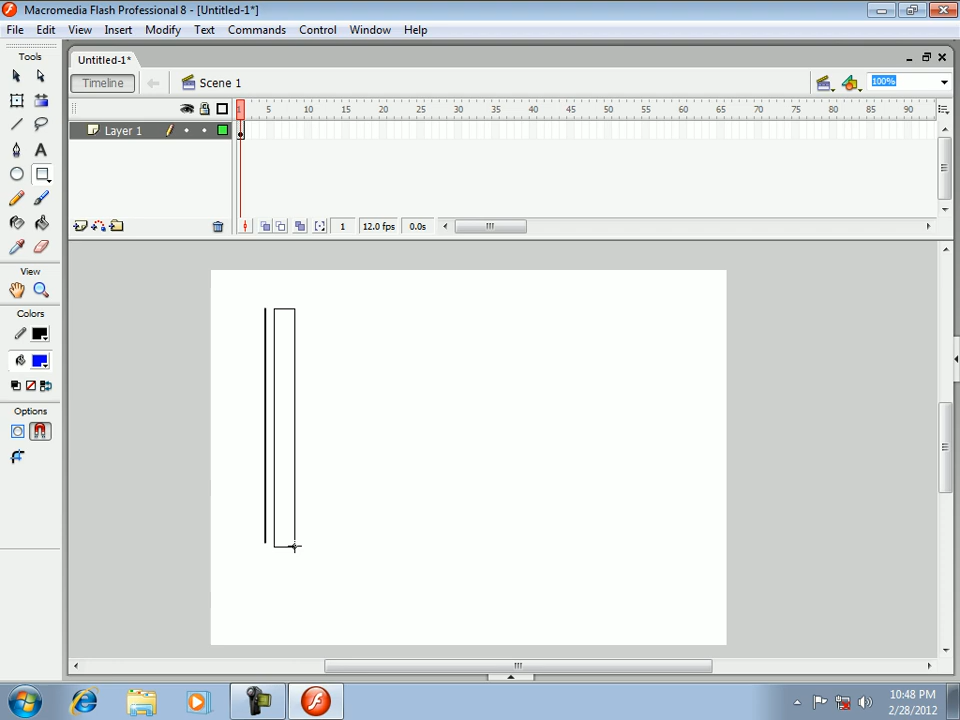 Macromedia Flash Professional 8 - [Untitled-1*]
File Edit View Insert Modify Text Commands Control Window Help
Tools
Untitled-1*
Timeline
Scene 1
100%
1 5 10 15 20 25 30 35 40 45 50 55 60 65 70 75 80 85 90
Layer 1
1 12.0 fps 0.0s
View
Colors
Options
10:48 PM
2/28/2012